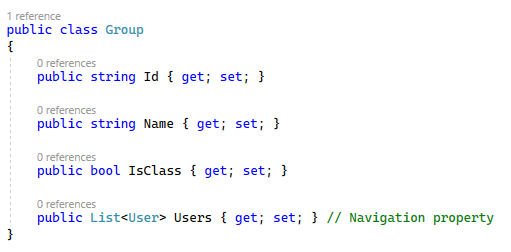 1 reference
public class Group
{
0 references
public string Id { get; set; }
0 references
public string Name { get; set; }
0 references
public bool IsClass { get; set; }
0 references
public List<User> Users { get; set; } // Navigation property
}